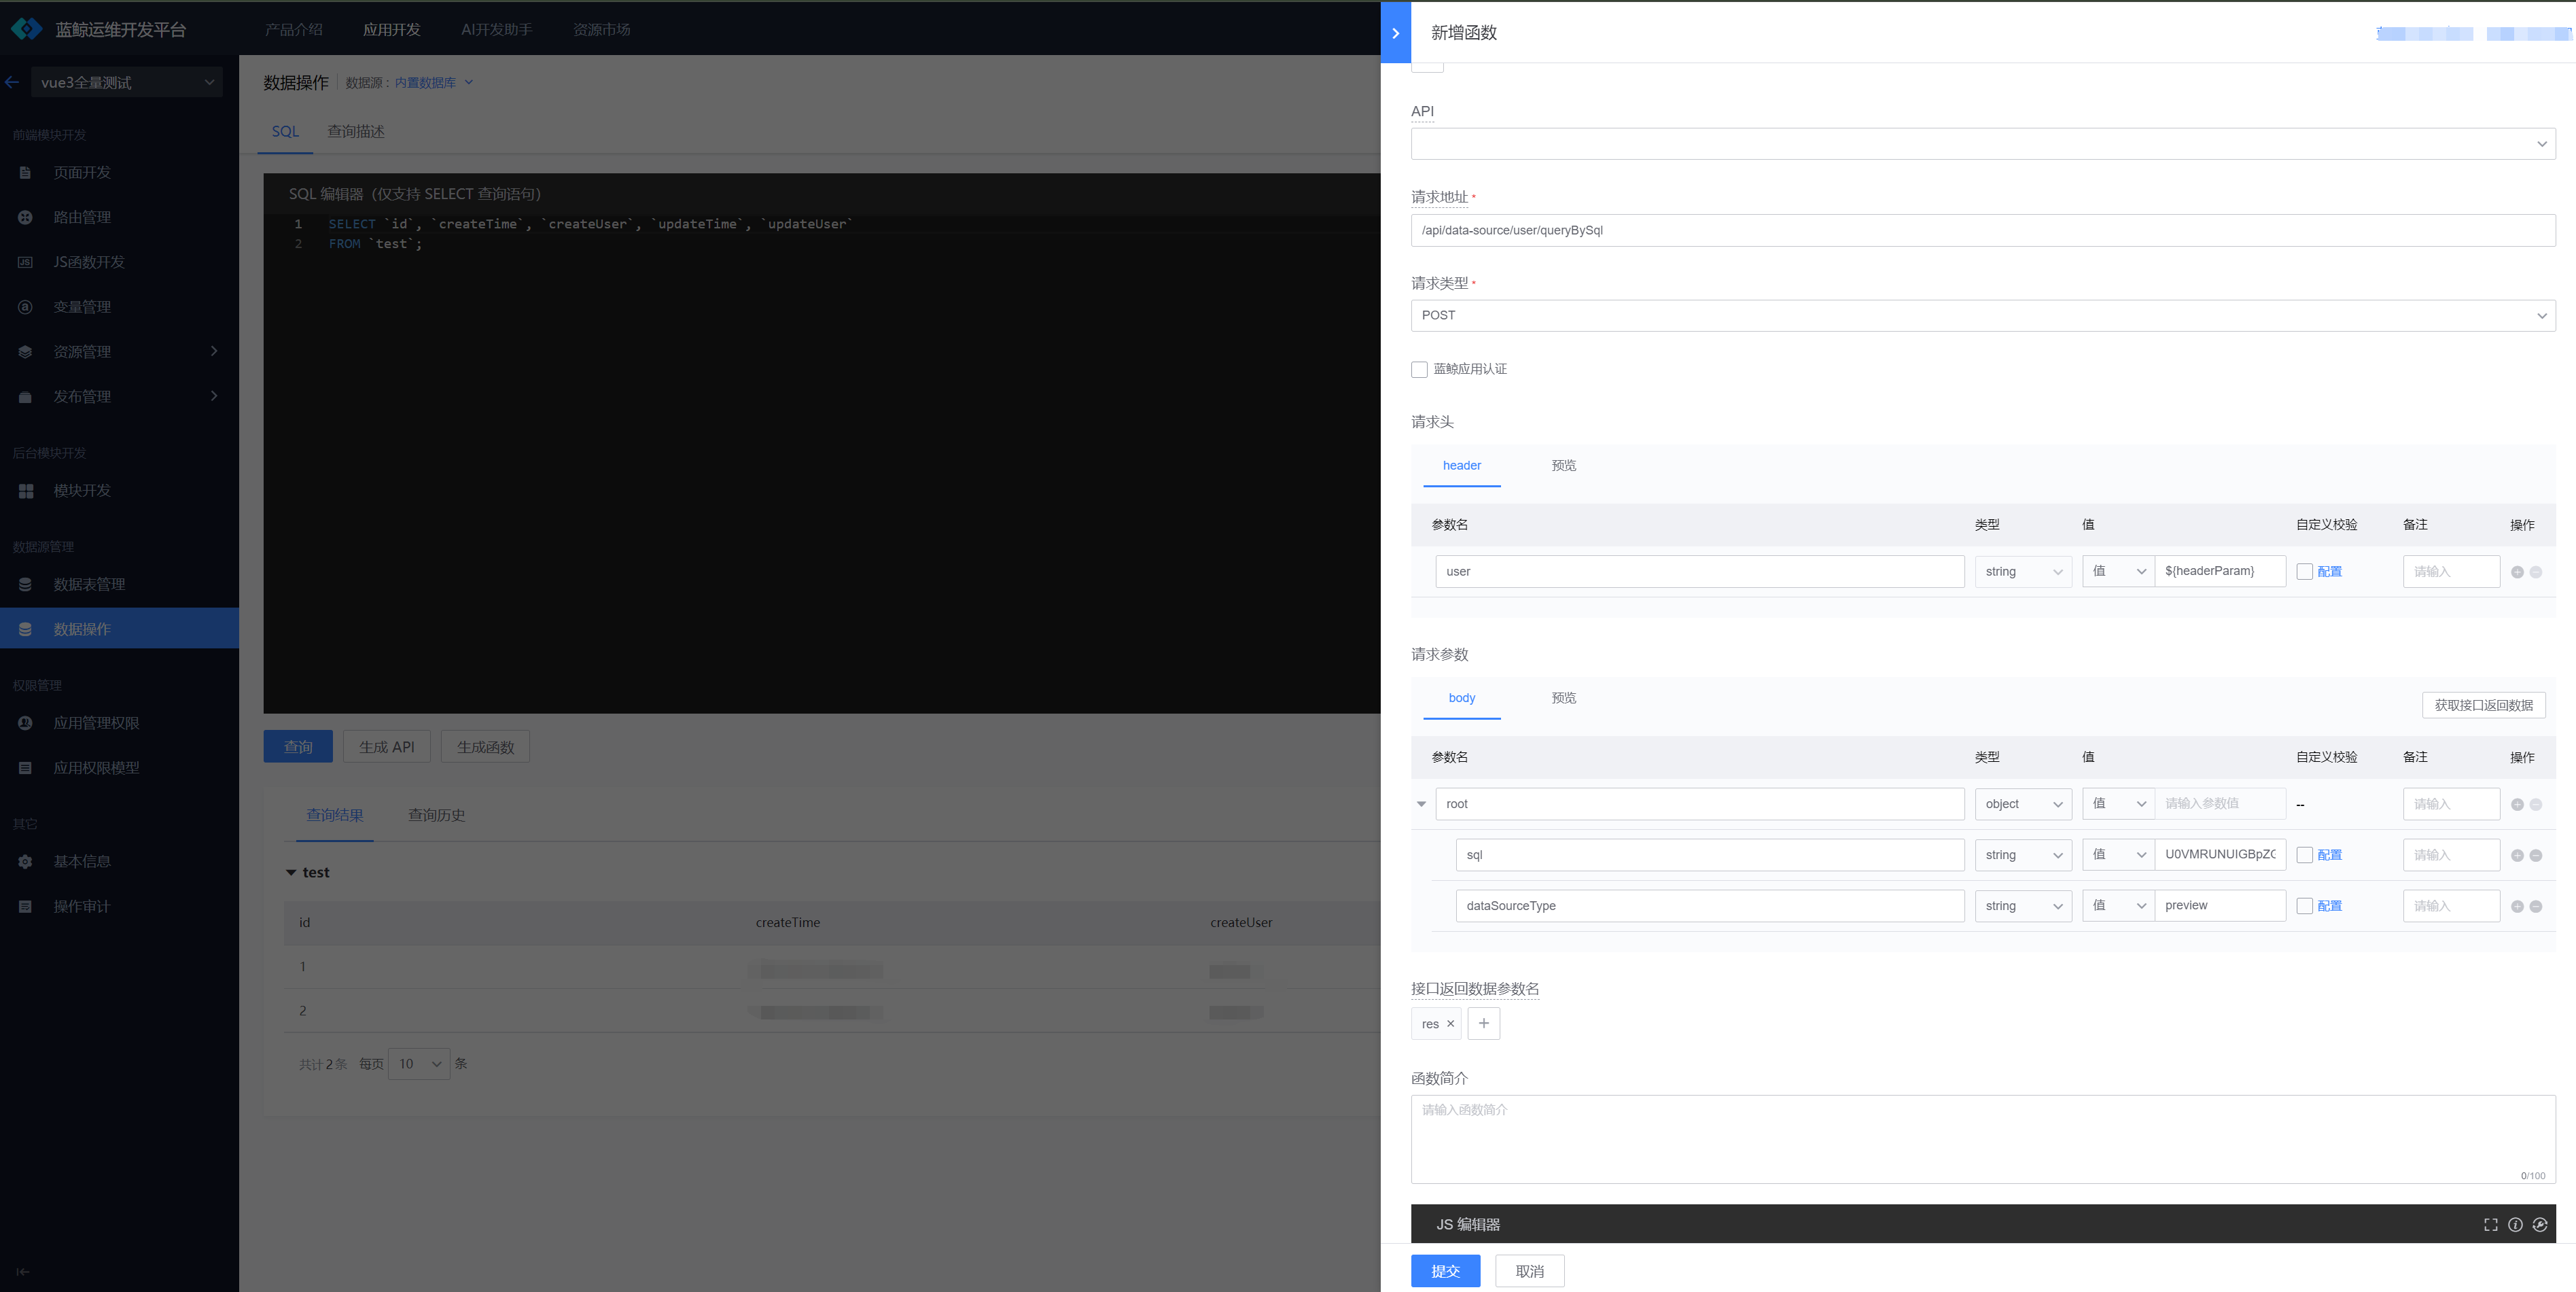 蓝鲸运维开发平台
产品介绍
应用开发
AI开发助手
资源市场
vue3全量测试
前端模块开发
页面开发
路由管理
JS函数开发
变量管理
资源管理
发布管理
后台模块开发
模块开发
数据源管理
数据表管理
数据操作
权限管理
应用管理权限
应用权限模型
其它
基本信息
操作审计
数据操作
数据源 : 内置数据库
SQL
查询描述
SQL 编辑器（仅支持 SELECT 查询语句）
1 SELECT `id`, `createTime`, `createUser`, `updateTime`, `updateUser`
2 FROM `test`;
查询
生成 API
生成函数
查询结果
查询历史
test
id createTime createUser
1
2
共计 2 条 每页 10 条
新增函数
API
请求地址 *
/api/data-source/user/queryBySql
请求类型 *
POST
蓝鲸应用认证
请求头
header 预览
参数名 类型 值 自定义校验 备注 操作
user string 值 ${headerParam} 配置 请输入
请求参数
body 预览
获取接口返回数据
参数名 类型 值 自定义校验 备注 操作
root object 值 请输入参数值 -- 请输入
sql string 值 U0VMRUNUIGBpZC 配置 请输入
dataSourceType string 值 preview 配置 请输入
接口返回数据参数名
res × +
函数简介
请输入函数简介
0/100
JS 编辑器
提交
取消